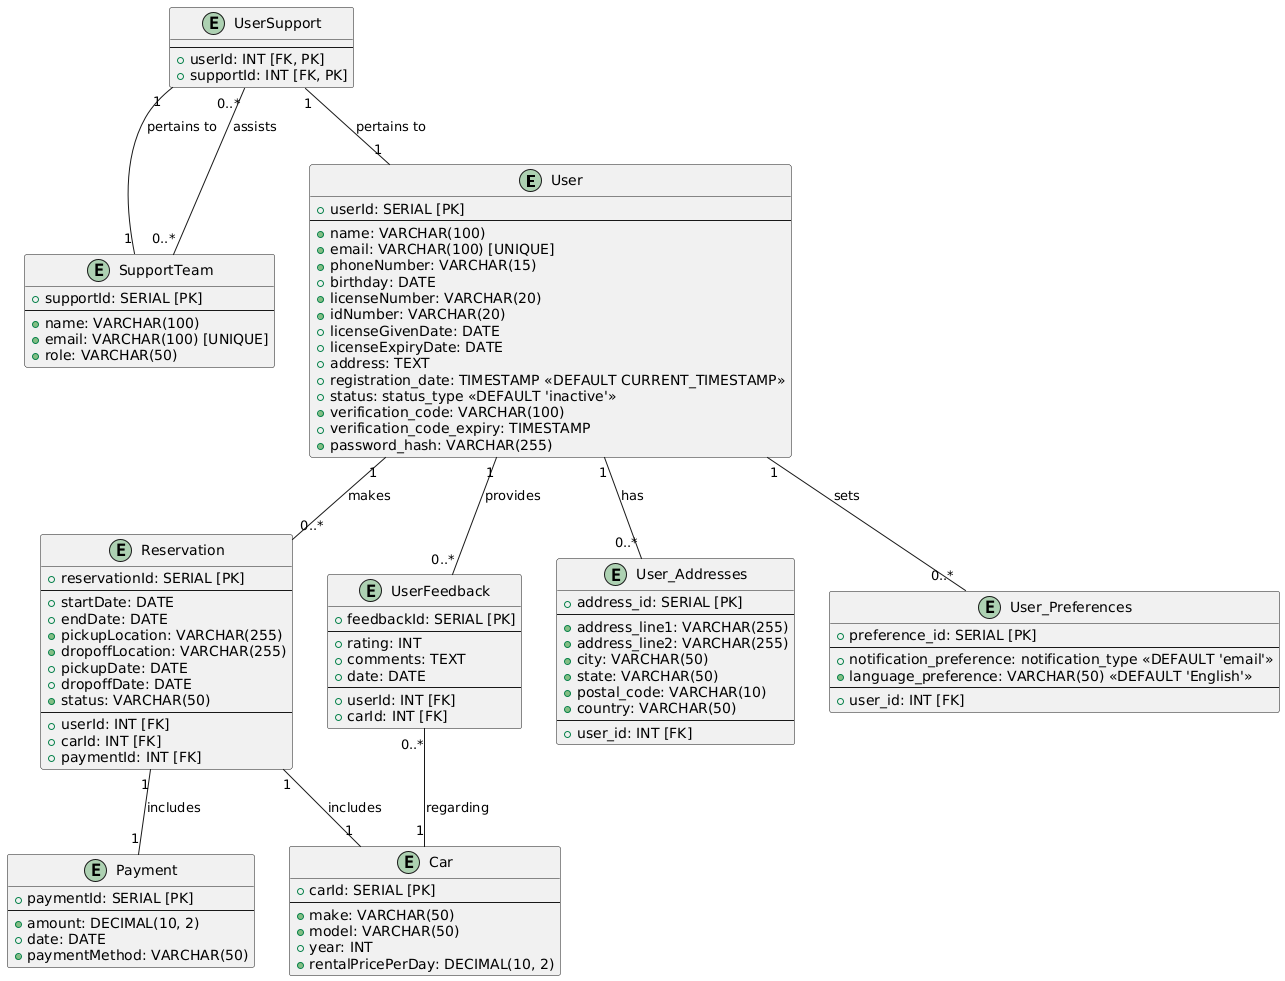 E UserSupport
userId: INT [FK, PK]
supportId: INT [FK, PK]
1
0..*
1
pertains to
assists
pertains to
1
0..*
1
E User
userId: SERIAL [PK]
name: VARCHAR(100)
email: VARCHAR(100) [UNIQUE]
phoneNumber: VARCHAR(15)
birthday: DATE
licenseNumber: VARCHAR(20)
idNumber: VARCHAR(20)
licenseGivenDate: DATE
licenseExpiryDate: DATE
address: TEXT
registration_date: TIMESTAMP «DEFAULT CURRENT_TIMESTAMP»
status: status_type «DEFAULT 'inactive'»
verification_code: VARCHAR(100)
verification_code_expiry: TIMESTAMP
password_hash: VARCHAR(255)
E SupportTeam
supportId: SERIAL [PK]
name: VARCHAR(100)
email: VARCHAR(100) [UNIQUE]
role: VARCHAR(50)
1
1
1
1
makes
provides
has
sets
0..*
0..*
0..*
0..*
E Reservation
reservationId: SERIAL [PK]
startDate: DATE
endDate: DATE
pickupLocation: VARCHAR(255)
dropoffLocation: VARCHAR(255)
pickupDate: DATE
dropoffDate: DATE
status: VARCHAR(50)
userId: INT [FK]
carId: INT [FK]
paymentId: INT [FK]
E UserFeedback
feedbackId: SERIAL [PK]
rating: INT
comments: TEXT
date: DATE
userId: INT [FK]
carId: INT [FK]
E User_Addresses
address_id: SERIAL [PK]
address_line1: VARCHAR(255)
address_line2: VARCHAR(255)
city: VARCHAR(50)
state: VARCHAR(50)
postal_code: VARCHAR(10)
country: VARCHAR(50)
user_id: INT [FK]
E User_Preferences
preference_id: SERIAL [PK]
notification_preference: notification_type «DEFAULT 'email'»
language_preference: VARCHAR(50) «DEFAULT 'English'»
user_id: INT [FK]
1
1
0..*
includes
includes
regarding
1
1
1
E Payment
paymentId: SERIAL [PK]
amount: DECIMAL(10, 2)
date: DATE
paymentMethod: VARCHAR(50)
E Car
carId: SERIAL [PK]
make: VARCHAR(50)
model: VARCHAR(50)
year: INT
rentalPricePerDay: DECIMAL(10, 2)